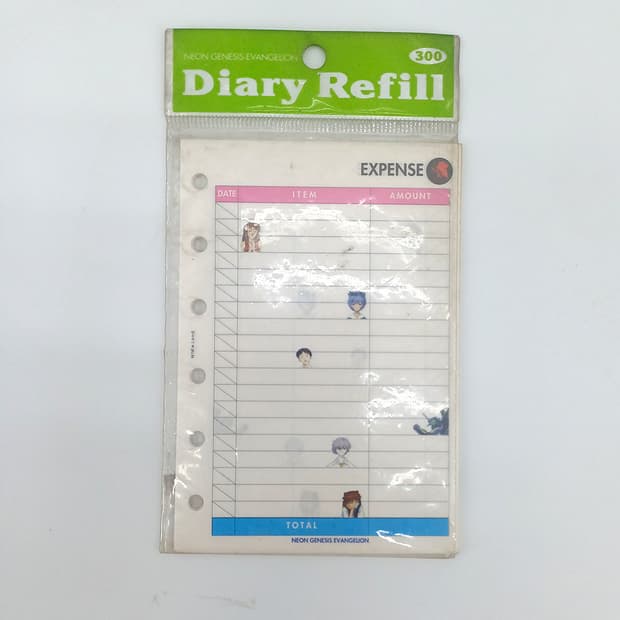 NEON GENESIS EVANGELION
300
Diary Refill
EXPENSE
DATE ITEM AMOUNT
TOTAL
NEON GENESIS EVANGELION